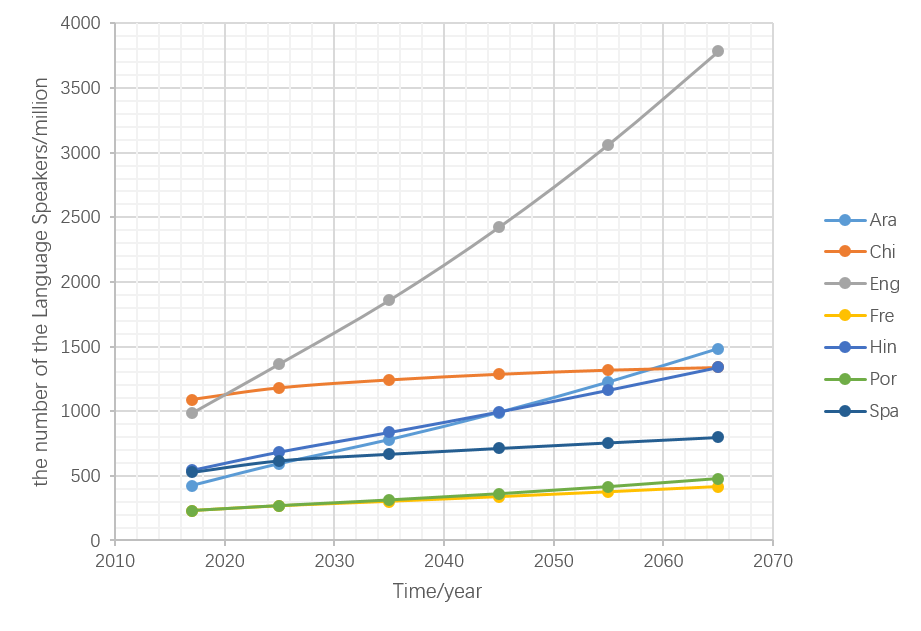 4000
3500
3000
2500
2000
1500
1000
500
0
the number of the Language Speakers/million
2010 2020 2030 2040 2050 2060 2070
Time/year
Ara
Chi
Eng
Fre
Hin
Por
Spa